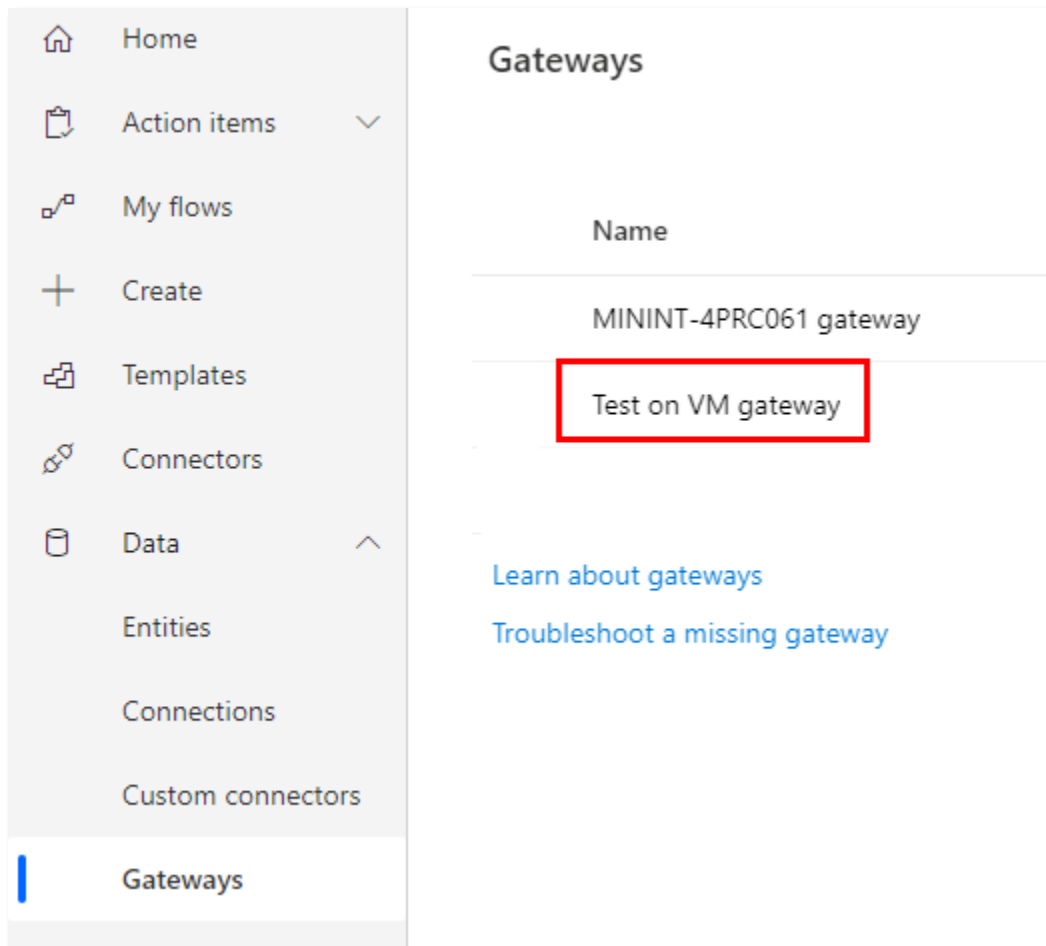 Home
Action items
My flows
Create
Templates
Connectors
Data
Entities
Connections
Custom connectors
Gateways
Gateways
Name
MININT-4PRC061 gateway
Test on VM gateway
Learn about gateways
Troubleshoot a missing gateway